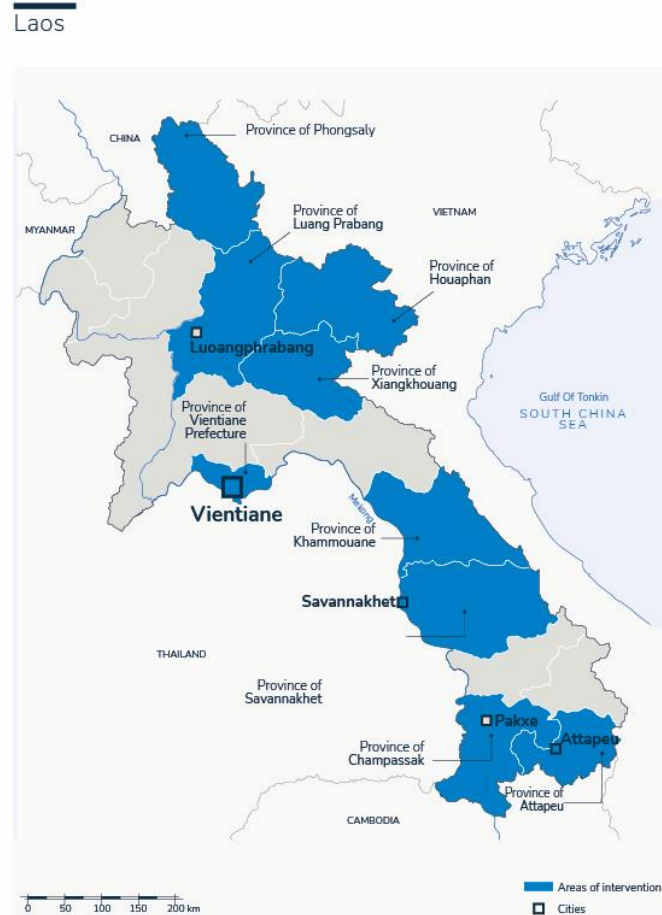 Laos
CHINA
Province of Phongsaly
MYANMAR
Province of
Luang Prabang
VIETNAM
Province of
Houaphan
Luoangphrabang
Province of
Xiangkhouang
Gulf Of Tonkin
SOUTH CHINA
SEA
Province of
Vientiane
Prefecture
Vientiane
Mekong
Province of
Khammouane
Savannakhet
THAILAND
Province of
Savannakhet
Pakxe
Attapeu
Province of
Champassak
Province of
Attapeu
CAMBODIA
0 50 100 150 200 km
Areas of intervention
Cities